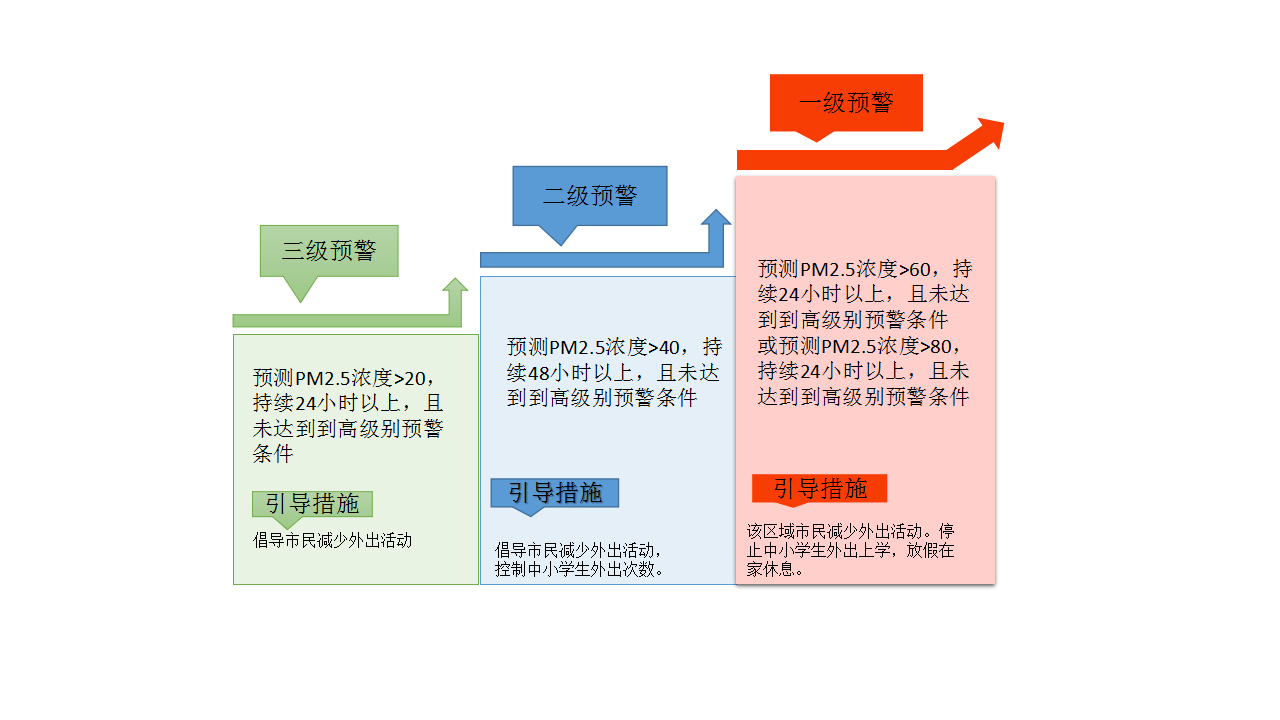 一级预警
二级预警
三级预警
预测PM2.5浓度>20，
持续24小时以上，且
未达到到高级别预警
条件
引导措施
倡导市民减少外出活动
预测PM2.5浓度>40，持
续48小时以上，且未达
到到高级别预警条件
引导措施
倡导市民减少外出活动，
控制中小学生外出次数。
预测PM2.5浓度>60，持
续24小时以上，且未达
到到高级别预警条件
或预测PM2.5浓度>80，
持续24小时以上，且未
达到到高级别预警条件
引导措施
该区域市民减少外出活动。停
止中小学生外出上学，放假在
家休息。